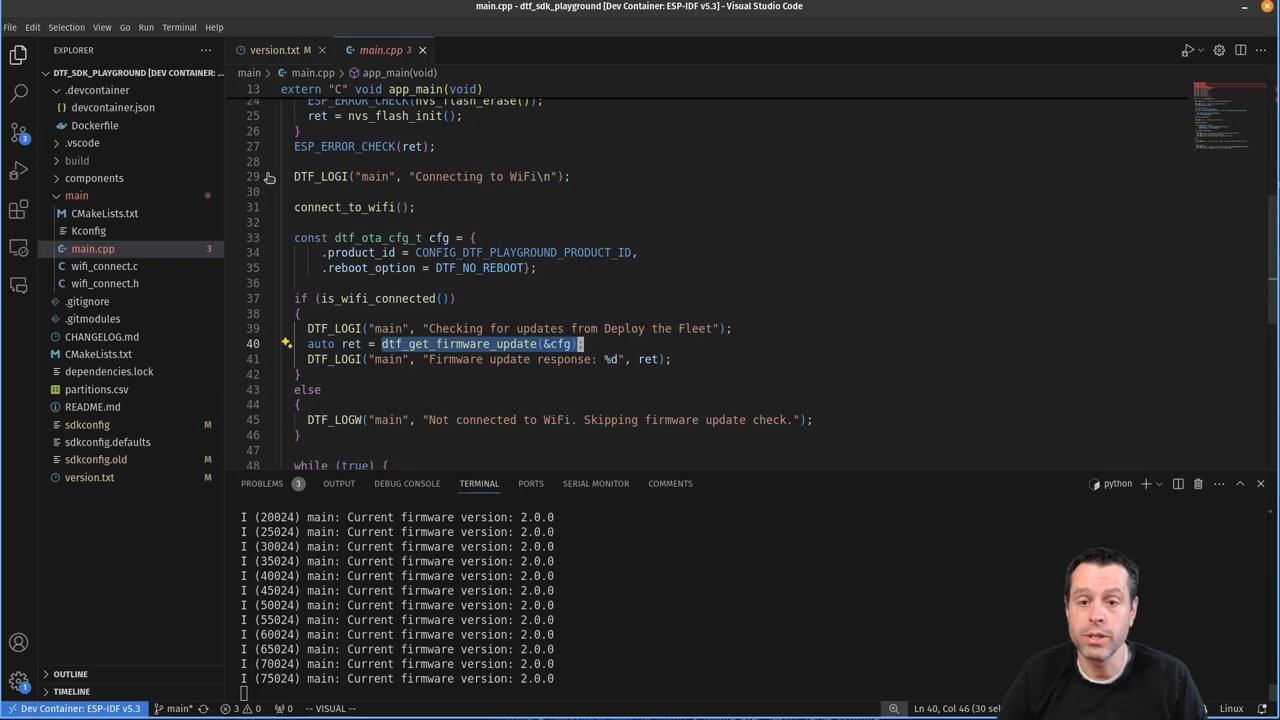 main.cpp - dtf_sdk_playground [Dev Container: ESP-IDF v5.3] - Visual Studio Code
File Edit Selection View Go Run Terminal Help
EXPLORER
DTF_SDK_PLAYGROUND [DEV CONTAINER: ...
.devcontainer
devcontainer.json
Dockerfile
.vscode
build
components
main
CMakeLists.txt
Kconfig
main.cpp 3
wifi_connect.c
wifi_connect.h
.gitignore
.gitmodules
CHANGELOG.md
CMakeLists.txt
dependencies.lock
partitions.csv
README.md
sdkconfig M
sdkconfig.defaults
sdkconfig.old M
version.txt M
OUTLINE
TIMELINE
3
1
version.txt M
main.cpp 3
main > main.cpp > app_main(void)
13 extern "C" void app_main(void)
24 ESP_ERROR_CHECK(nvs_flash_erase());
25 ret = nvs_flash_init();
26 }
27 ESP_ERROR_CHECK(ret);
28
29 DTF_LOGI("main", "Connecting to WiFi\n");
30
31 connect_to_wifi();
32
33 const dtf_ota_cfg_t cfg = {
34 .product_id = CONFIG_DTF_PLAYGROUND_PRODUCT_ID,
35 .reboot_option = DTF_NO_REBOOT};
36
37 if (is_wifi_connected())
38 {
39 DTF_LOGI("main", "Checking for updates from Deploy the Fleet");
40 auto ret = dtf_get_firmware_update(&cfg);
41 DTF_LOGI("main", "Firmware update response: %d", ret);
42 }
43 else
44 {
45 DTF_LOGW("main", "Not connected to WiFi. Skipping firmware update check.");
46 }
47
48 while (true) {
PROBLEMS 3 OUTPUT DEBUG CONSOLE TERMINAL PORTS SERIAL MONITOR COMMENTS
python
I (20024) main: Current firmware version: 2.0.0
I (25024) main: Current firmware version: 2.0.0
I (30024) main: Current firmware version: 2.0.0
I (35024) main: Current firmware version: 2.0.0
I (40024) main: Current firmware version: 2.0.0
I (45024) main: Current firmware version: 2.0.0
I (50024) main: Current firmware version: 2.0.0
I (55024) main: Current firmware version: 2.0.0
I (60024) main: Current firmware version: 2.0.0
I (65024) main: Current firmware version: 2.0.0
I (70024) main: Current firmware version: 2.0.0
I (75024) main: Current firmware version: 2.0.0
Dev Container: ESP-IDF v5.3 main* 3 0 0 -- VISUAL -- Ln 40, Col 46 (30 selected) Linux